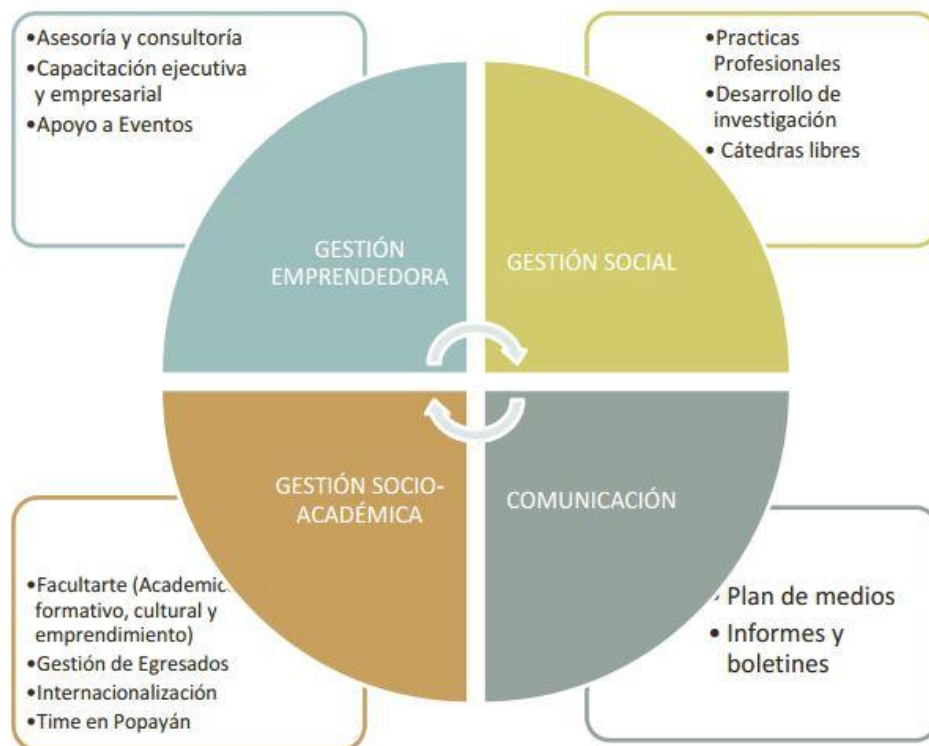 •Asesoría y consultoría
•Capacitación ejecutiva
y empresarial
•Apoyo a Eventos
•Practicas
Profesionales
•Desarrollo de
investigación
• Cátedras libres
GESTIÓN
EMPRENDEDORA
GESTIÓN SOCIAL
GESTIÓN SOCIO-
ACADÉMICA
COMUNICACIÓN
•Facultarte (Academic
formativo, cultural y
emprendimiento)
•Gestión de Egresados
•Internacionalización
•Time en Popayán
• Plan de medios
• Informes y
boletines